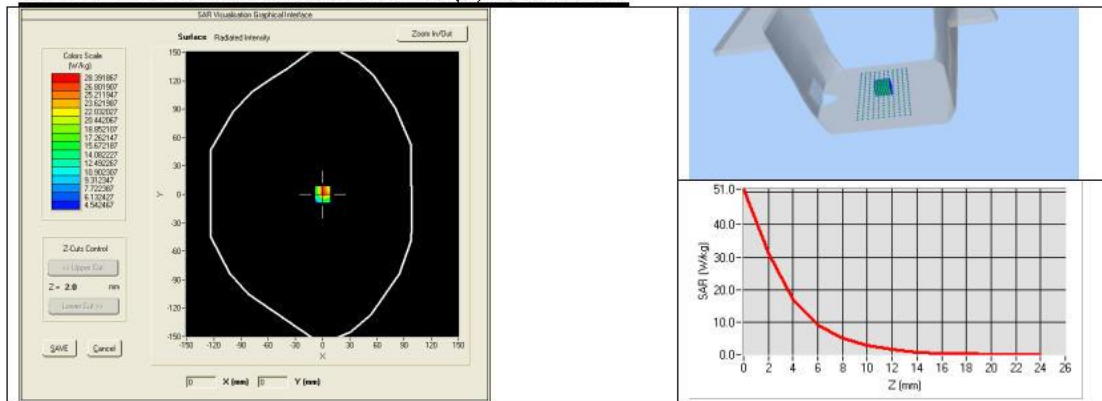 SAR Visualisation Graphical Interface
Surface Radiated Intensity
Zoom In/Out
Colors Scale
(W/kg)
28.391867
26.801907
25.211947
23.621987
22.032027
20.442067
18.852107
17.262147
15.672187
14.082227
12.492267
10.902307
9.312347
7.722387
6.132427
4.542467
Z-Cuts Control
<< Upper Cut
Z = 2.0 mm
Lower Cut >>
SAVE Cancel
150
120
90
60
30
0
-30
-60
-90
-120
-150
Y
-150 -120 -90 -60 -30 0 30 60 90 120 150
X
0 X (mm) 0 Y (mm)
51.0
40.0
30.0
20.0
10.0
0.0
SAR (W/kg)
0 2 4 6 8 10 12 14 16 18 20 22 24 26
Z (mm)